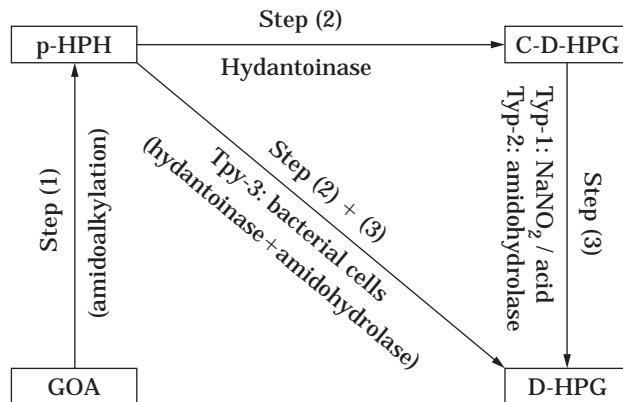 Step (2)
p-HPH
C-D-HPG
Hydantoinase
Step (1)
(amidoalkylation)
Step (2) + (3)
Tpy-3: bacterial cells
(hydantoinase+amidohydrolase)
Typ-1: NaNO₂ / acid
Typ-2: amidohydrolase
Step (3)
GOA
D-HPG